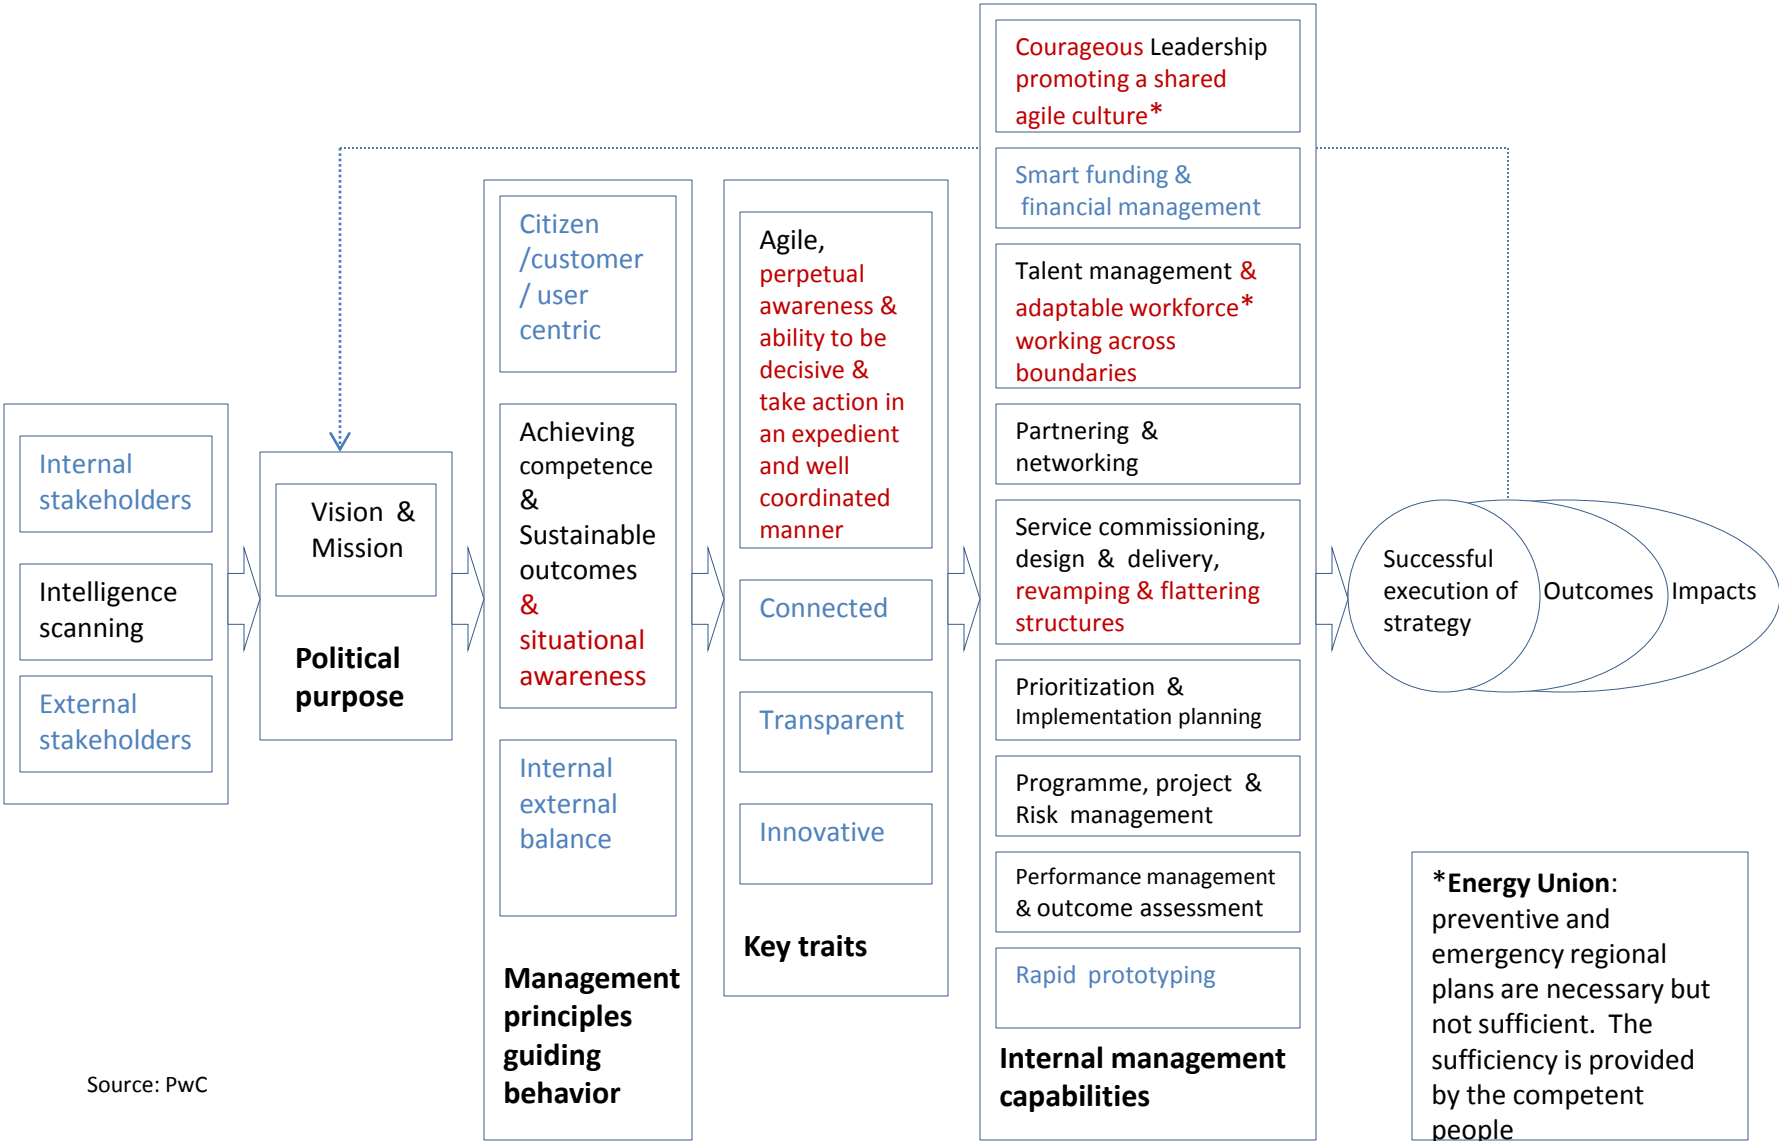 Internal
stakeholders
Intelligence
scanning
External
stakeholders
Vision &
Mission
Political
purpose
Citizen
/customer
/ user
centric
Achieving
competence
&
Sustainable
outcomes
&
situational
awareness
Internal
external
balance
Management
principles
guiding
behavior
Agile,
perpetual
awareness &
ability to be
decisive &
take action in
an expedient
and well
coordinated
manner
Connected
Transparent
Innovative
Key traits
Courageous Leadership
promoting a shared
agile culture*
Smart funding &
financial management
Talent management &
adaptable workforce*
working across
boundaries
Partnering &
networking
Service commissioning,
design & delivery,
revamping & flattering
structures
Prioritization &
Implementation planning
Programme, project &
Risk management
Performance management
& outcome assessment
Rapid prototyping
Internal management
capabilities
Successful
execution of
strategy
Outcomes
Impacts
*Energy Union:
preventive and
emergency regional
plans are necessary but
not sufficient. The
sufficiency is provided
by the competent
people
Source: PwC